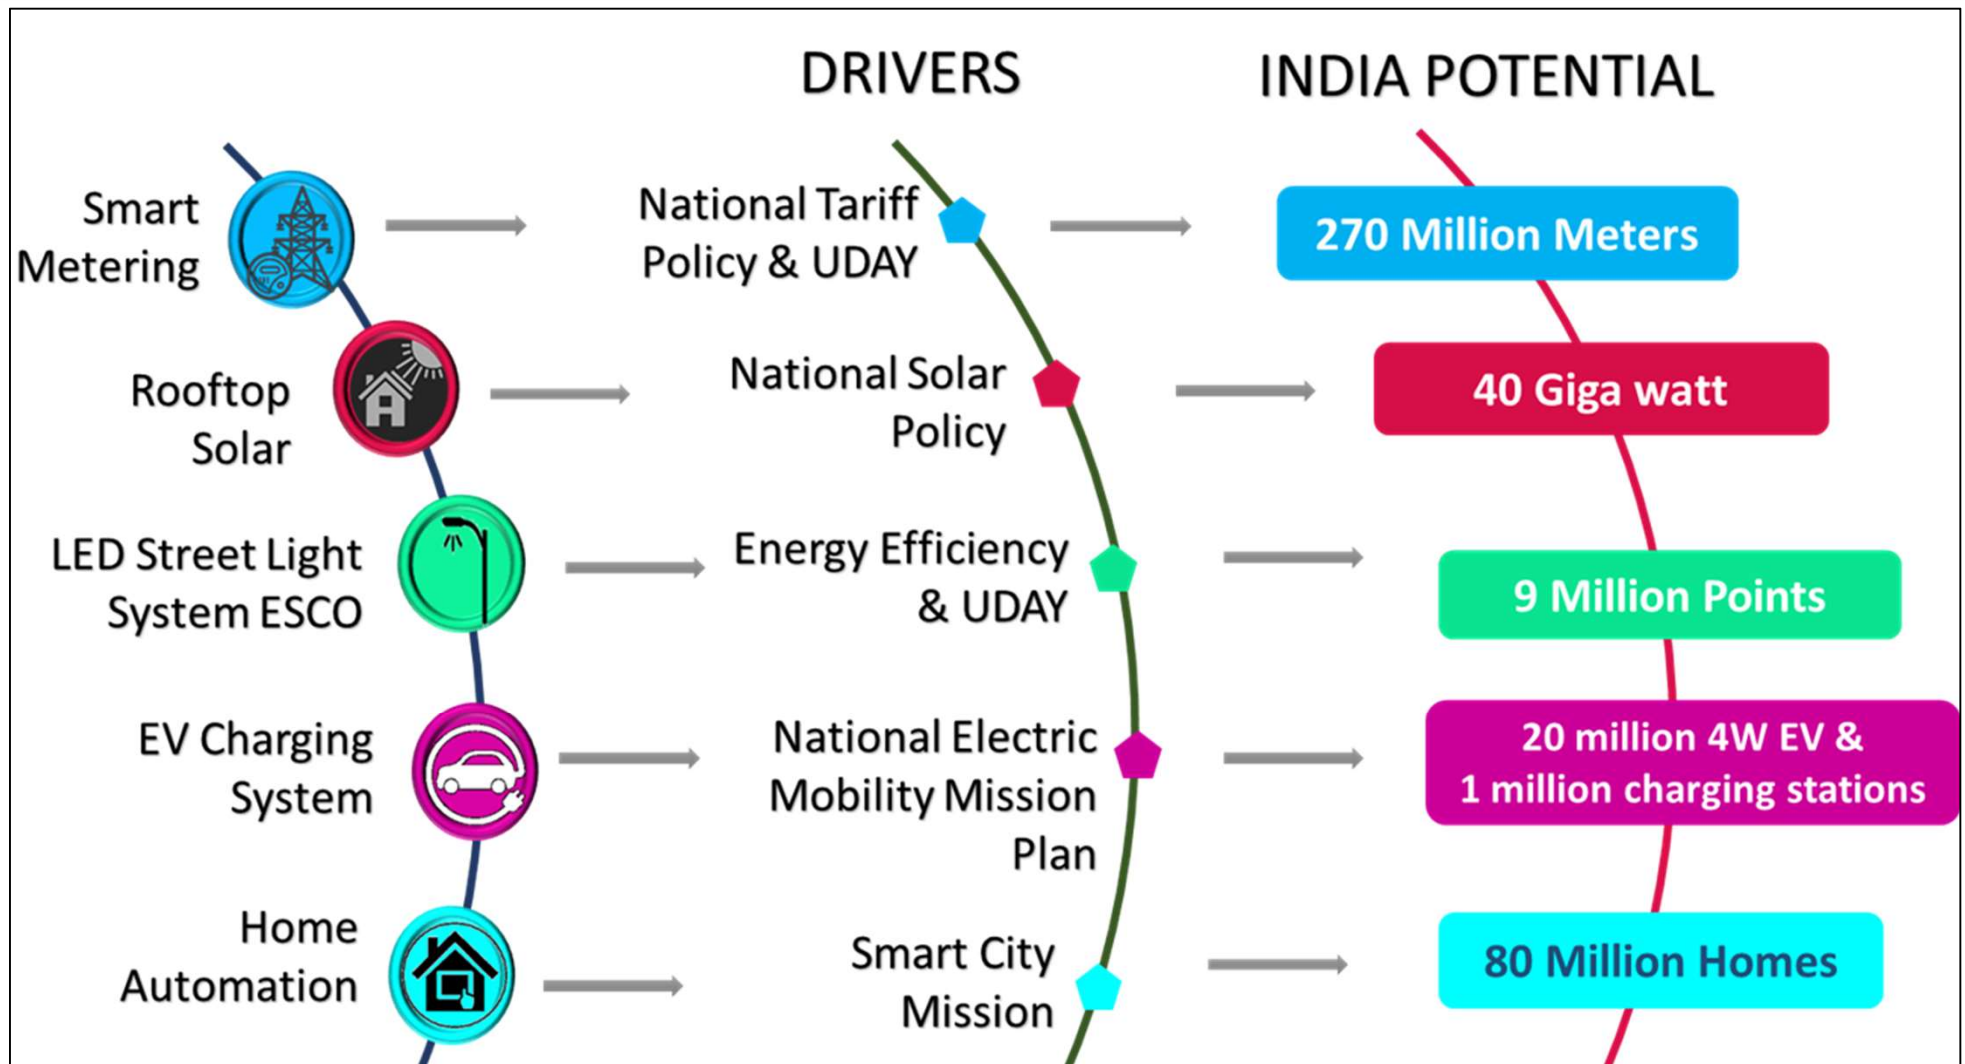 DRIVERS
INDIA POTENTIAL
Smart
Metering
National Tariff
Policy & UDAY
270 Million Meters
Rooftop
Solar
National Solar
Policy
40 Giga watt
LED Street Light
System ESCO
Energy Efficiency
& UDAY
9 Million Points
EV Charging
System
National Electric
Mobility Mission
Plan
20 million 4W EV &
1 million charging stations
Home
Automation
Smart City
Mission
80 Million Homes